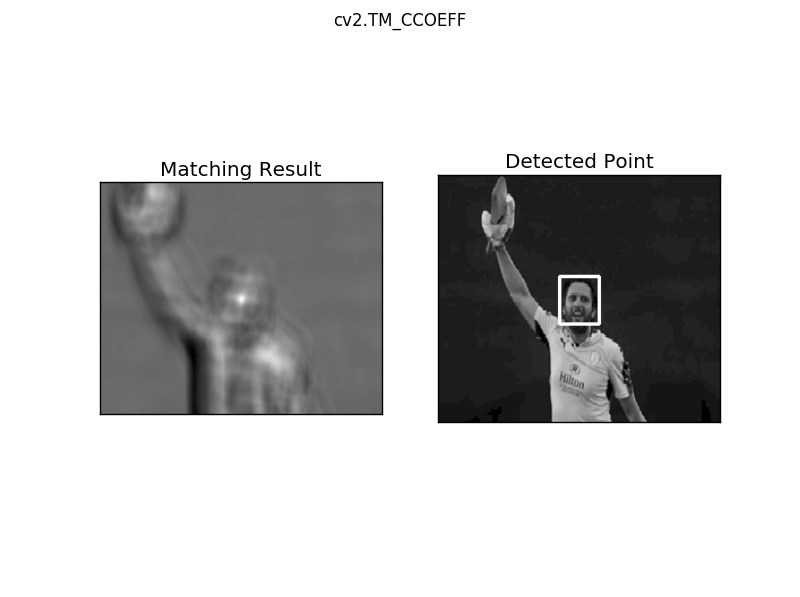 cv2.TM_CCOEFF
Matching Result
Detected Point
Hilton